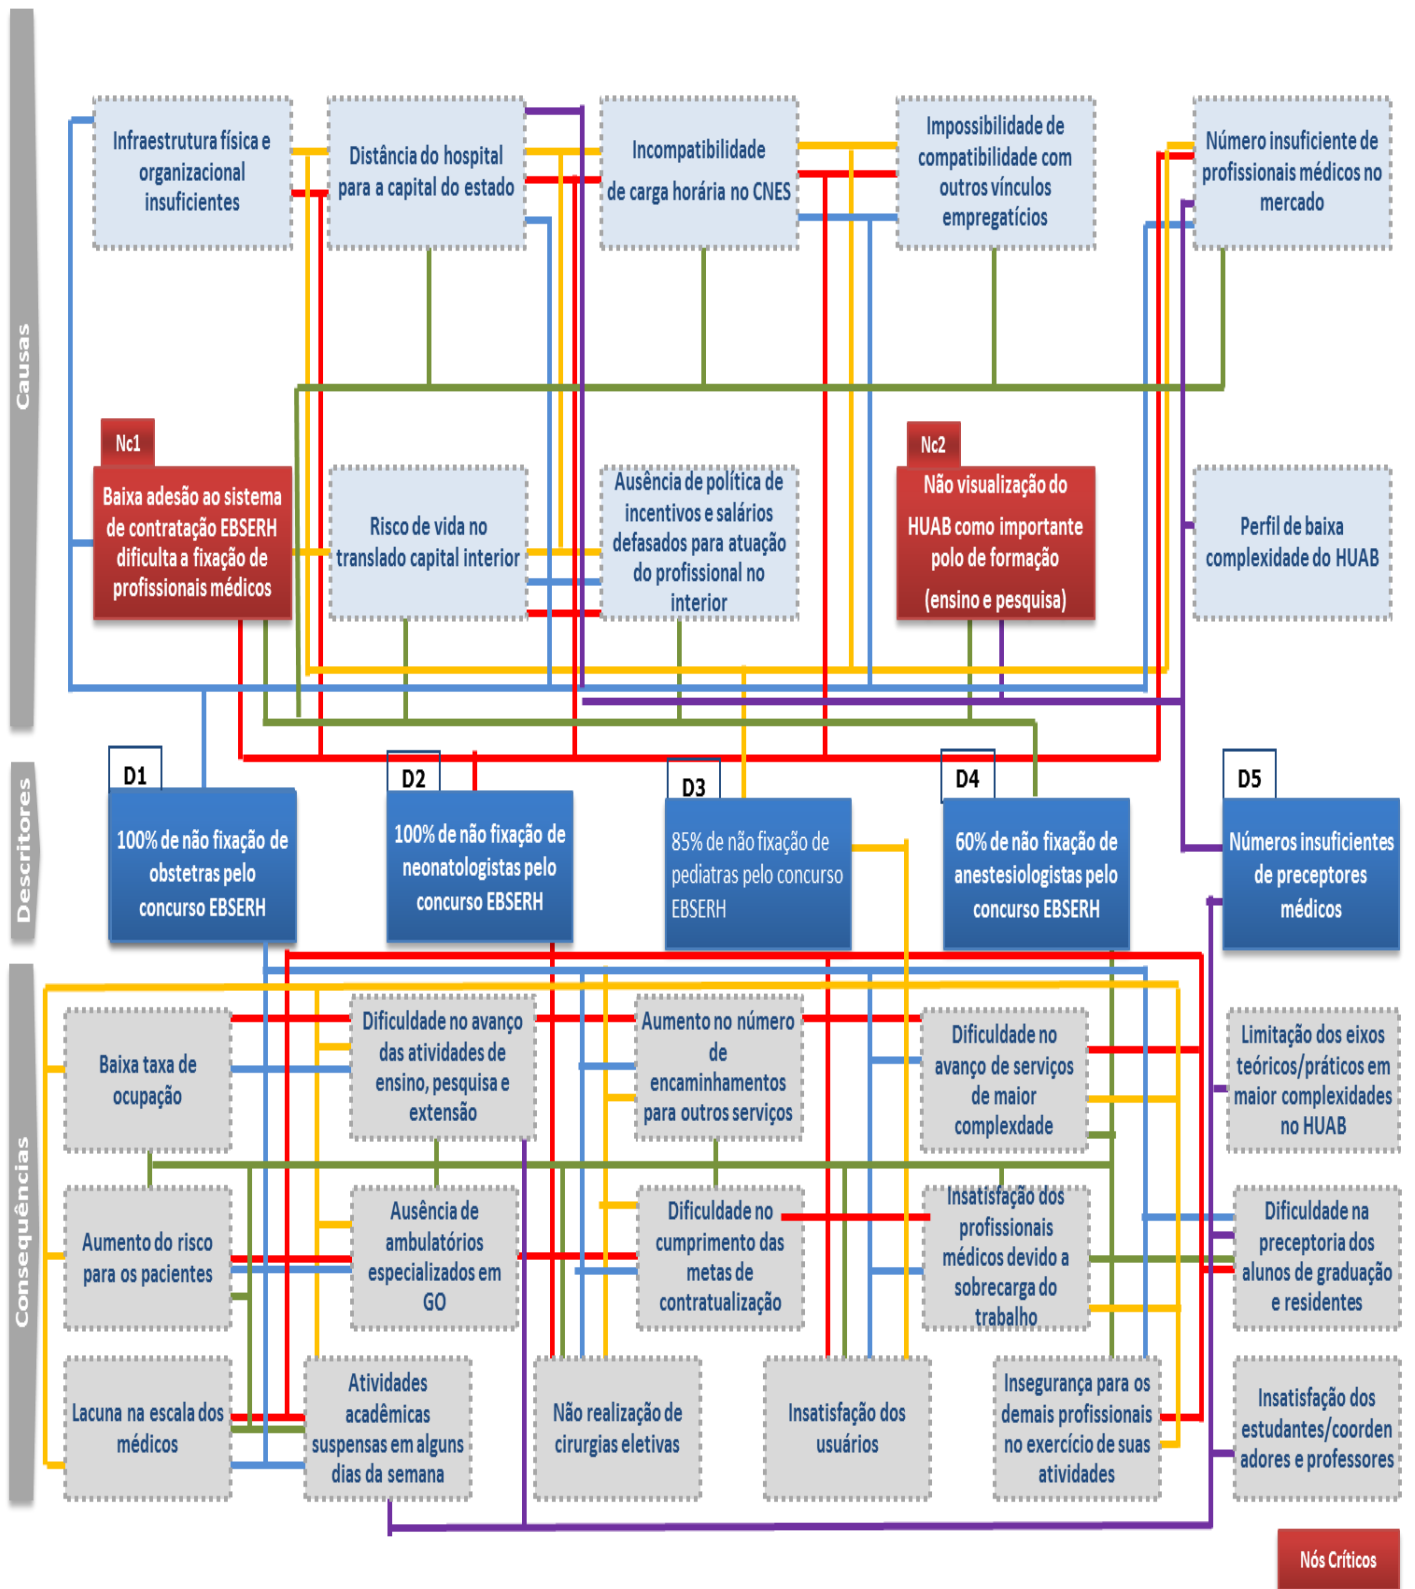 Causas
Infraestrutura física e
organizacional
insuficientes
Distância do hospital
para a capital do estado
Incompatibilidade
de carga horária no CNES
Impossibilidade de
compatibilidade com
outros vínculos
empregatícios
Número insuficiente de
profissionais médicos no
mercado
Nc1
Baixa adesão ao sistema
de contratação EBSERH
dificulta a fixação de
profissionais médicos
Risco de vida no
translado capital interior
Ausência de política de
incentivos e salários
defasados para atuação
do profissional no
interior
Nc2
Não visualização do
HUAB como importante
polo de formação
(ensino e pesquisa)
Perfil de baixa
complexidade do HUAB
Descritores
D1
100% de não fixação de
obstetras pelo
concurso EBSERH
D2
100% de não fixação de
neonatologistas pelo
concurso EBSERH
D3
85% de não fixação de
pediatras pelo concurso
EBSERH
D4
60% de não fixação de
anestesiologistas pelo
concurso EBSERH
D5
Números insuficientes
de preceptores
médicos
Consequências
Baixa taxa de
ocupação
Dificuldade no avanço
das atividades de
ensino, pesquisa e
extensão
Aumento no número
de
encaminhamentos
para outros serviços
Dificuldade no
avanço de serviços
de maior
complexdade
Limitação dos eixos
teóricos/práticos em
maior complexidades
no HUAB
Aumento do risco
para os pacientes
Ausência de
ambulatórios
especializados em
GO
Dificuldade no
cumprimento das
metas de
contratualização
Insatisfação dos
profissionais
médicos devido a
sobrecarga do
trabalho
Dificuldade na
preceptoria dos
alunos de graduação
e residentes
Lacuna na escala dos
médicos
Atividades
acadêmicas
suspensas em alguns
dias da semana
Não realização de
cirurgias eletivas
Insatisfação dos
usuários
Insegurança para os
demais profissionais
no exercício de suas
atividades
Insatisfação dos
estudantes/coorden
adores e professores
Nós Críticos